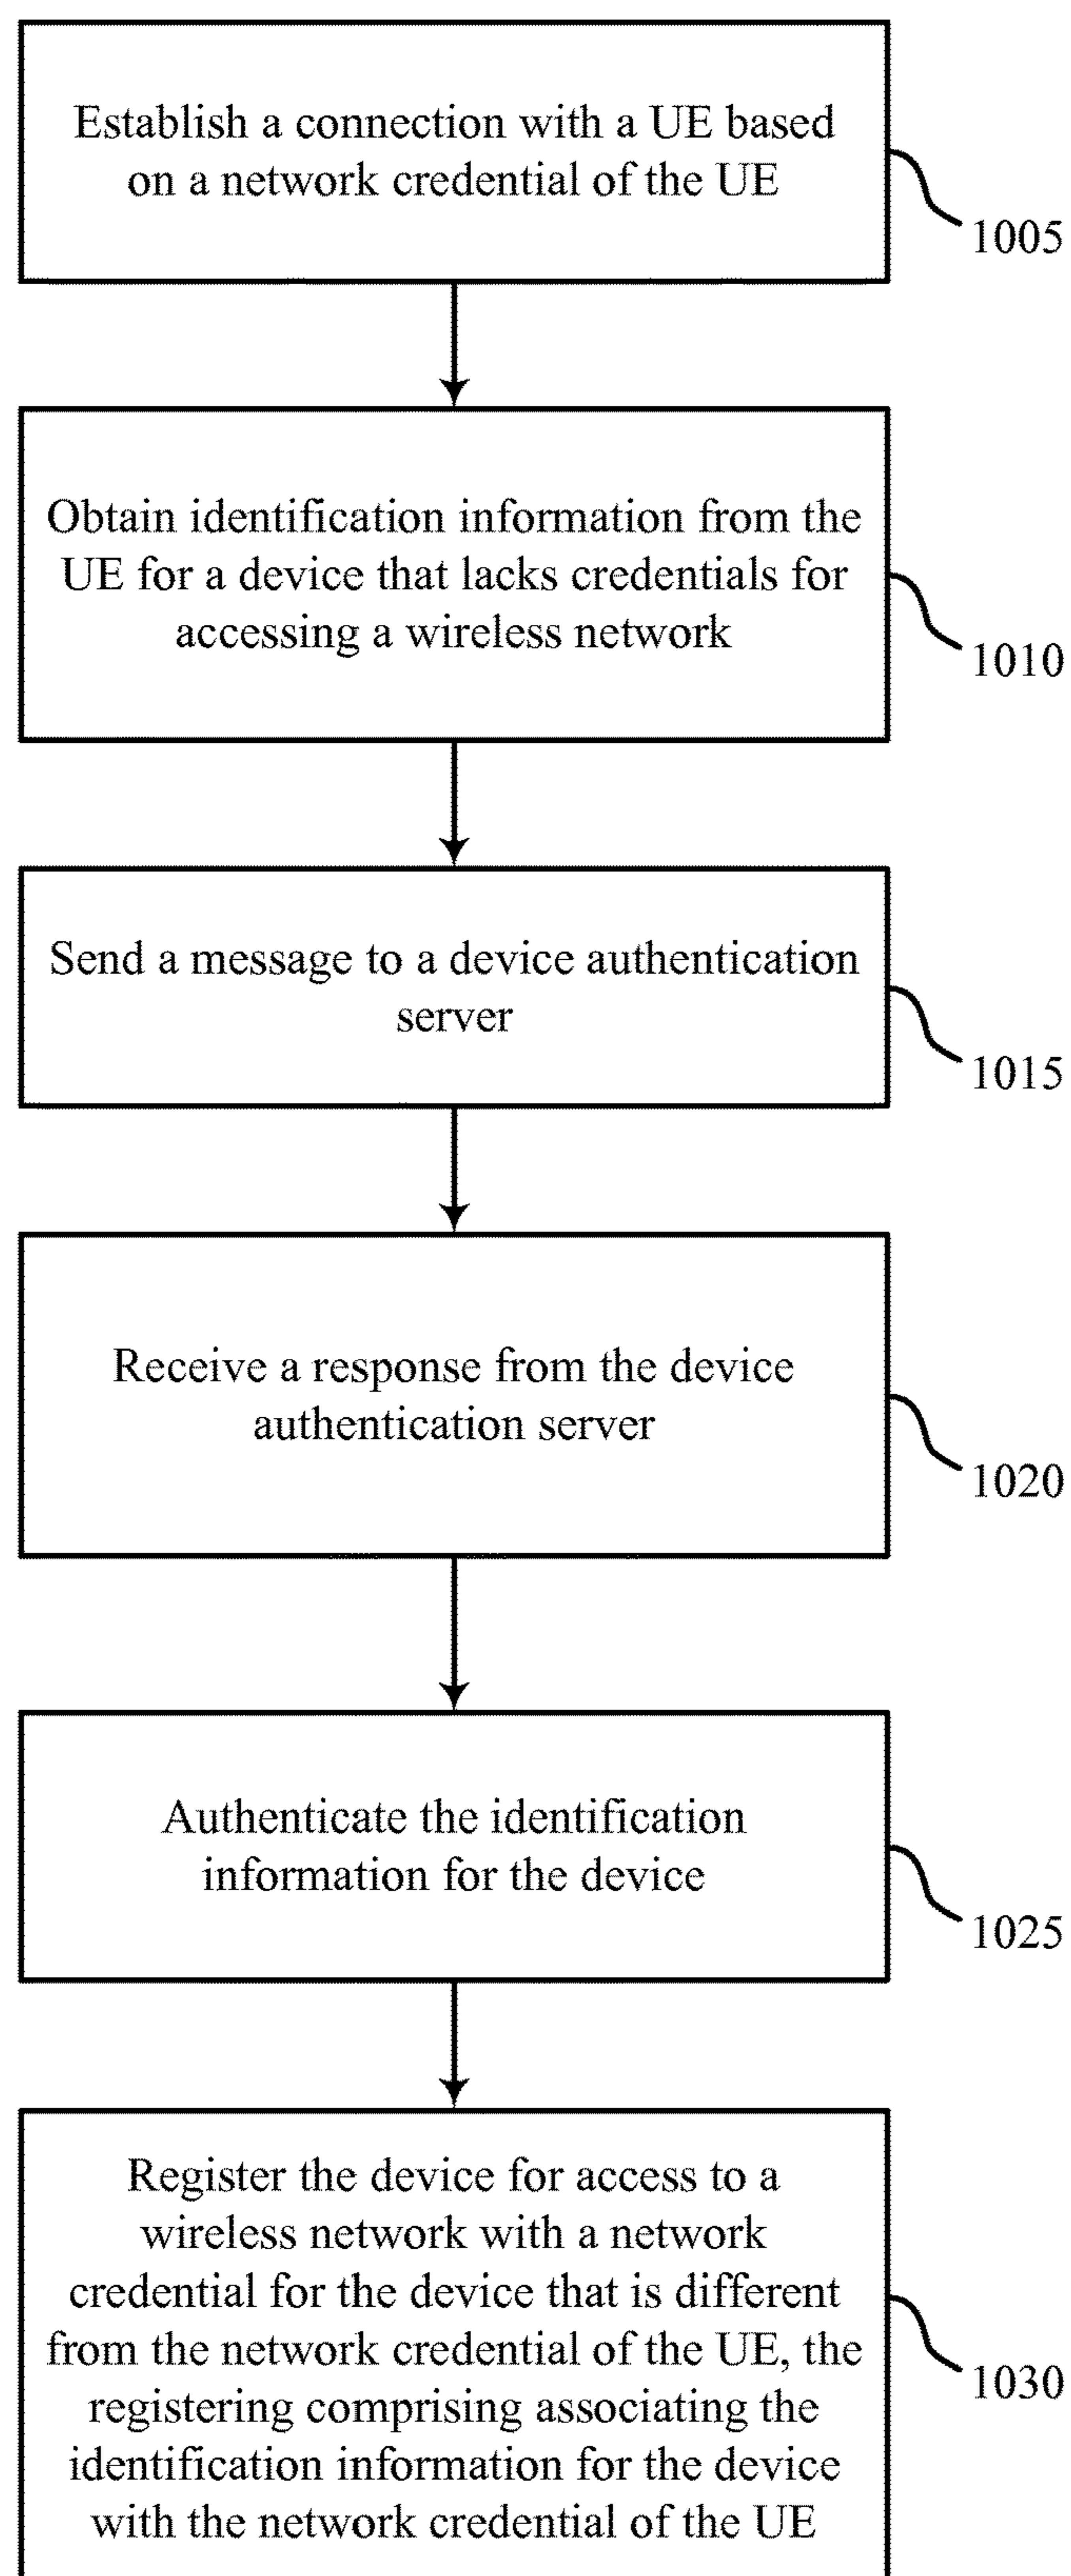 Establish a connection with a UE based
on a network credential of the UE
1005
Obtain identification information from the
UE for a device that lacks credentials for
accessing a wireless network
1010
Send a message to a device authentication
server
1015
Receive a response from the device
authentication server
1020
Authenticate the identification
information for the device
1025
Register the device for access to a
wireless network with a network
credential for the device that is different
from the network credential of the UE, the
registering comprising associating the
identification information for the device
with the network credential of the UE
1030